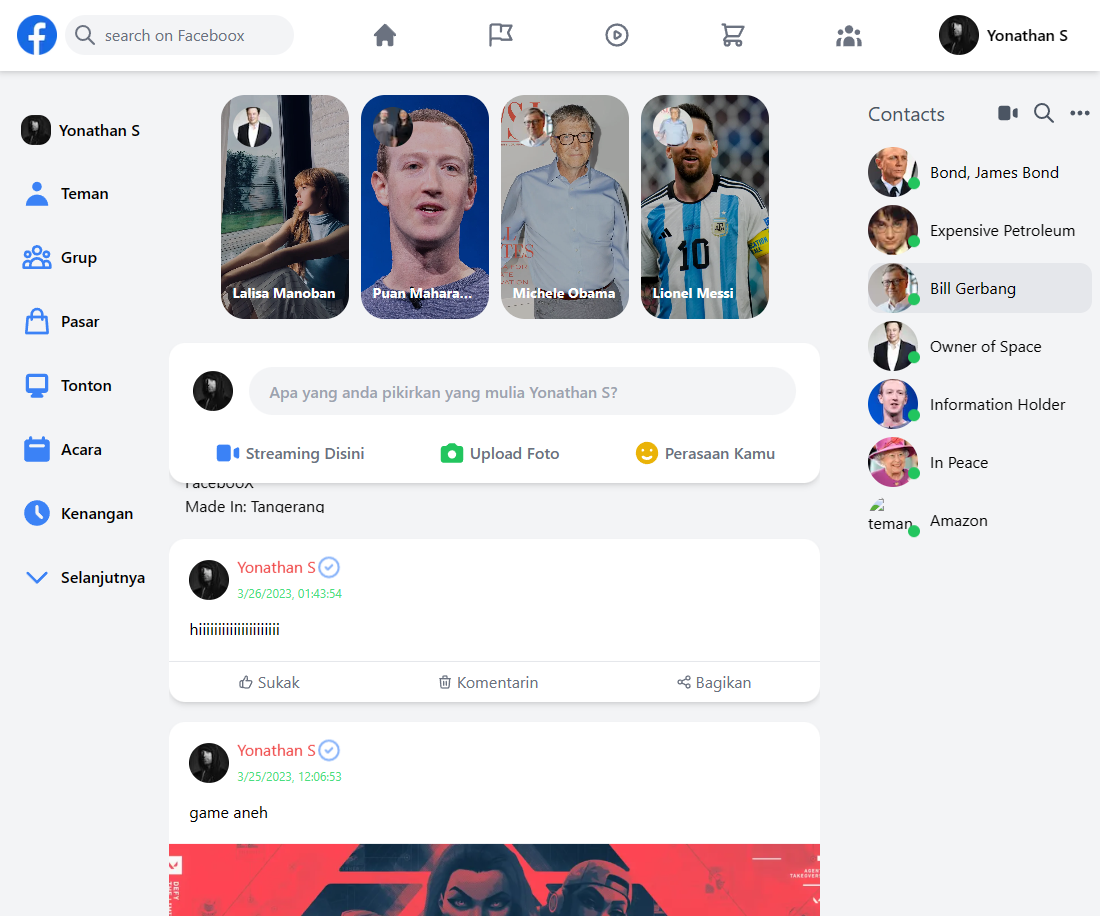 search on Faceboox
Yonathan S
Yonathan S
Teman
Grup
Pasar
Tonton
Acara
Kenangan
Selanjutnya
Lalisa Manoban
Puan Mahara...
Michele Obama
10
Lionel Messi
Apa yang anda pikirkan yang mulia Yonathan S?
Streaming Disini
Upload Foto
Perasaan Kamu
FacebooX
Made In: Tangerang
Yonathan S
3/26/2023, 01:43:54
hiiiiiiiiiiiiiiiiiiiii
Sukak
Komentarin
Bagikan
Yonathan S
3/25/2023, 12:06:53
game aneh
DEFY
Contacts
Bond, James Bond
Expensive Petroleum
Bill Gerbang
Owner of Space
Information Holder
In Peace
teman
Amazon